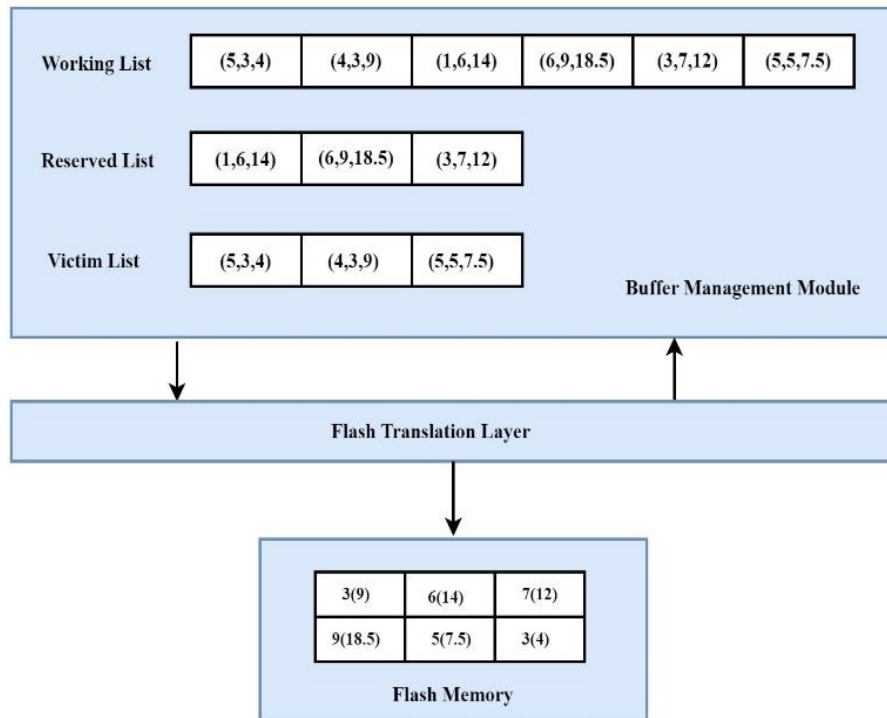 Working List (5,3,4) (4,3,9) (1,6,14) (6,9,18.5) (3,7,12) (5,5,7.5)
Reserved List (1,6,14) (6,9,18.5) (3,7,12)
Victim List (5,3,4) (4,3,9) (5,5,7.5)
Buffer Management Module
Flash Translation Layer
3(9) 6(14) 7(12)
9(18.5) 5(7.5) 3(4)
Flash Memory